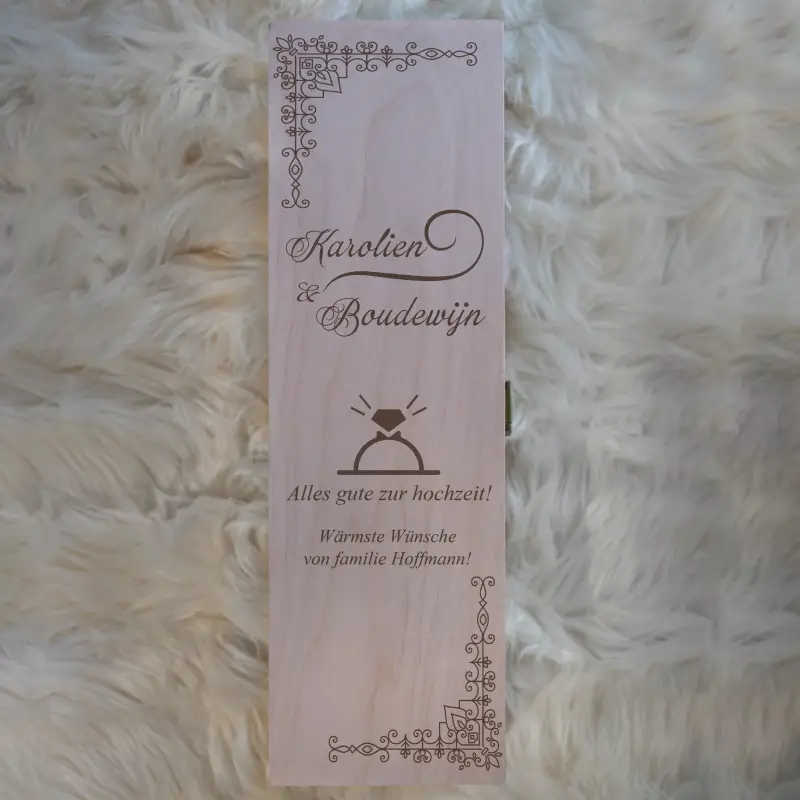 Karolien
&
Boudewijn
Alles gute zur hochzeit!
Wärmste Wünsche
von familie Hoffmann!